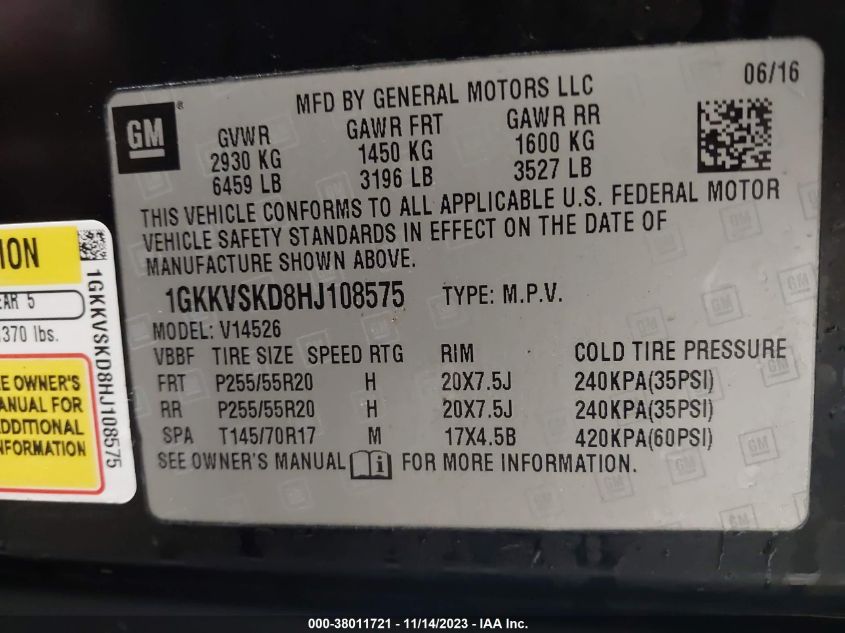 MFD BY GENERAL MOTORS LLC
06/16
GM®
GVWR GAWR FRT GAWR RR
2930 KG 1450 KG 1600 KG
6459 LB 3196 LB 3527 LB
THIS VEHICLE CONFORMS TO ALL APPLICABLE U.S. FEDERAL MOTOR
VEHICLE SAFETY STANDARDS IN EFFECT ON THE DATE OF
MANUFACTURE SHOWN ABOVE.
1GKKVSKD8HJ108575 TYPE: M.P.V.
MODEL: V14526
VBBF TIRE SIZE SPEED RTG RIM COLD TIRE PRESSURE
FRT P255/55R20 H 20X7.5J 240KPA(35PSI)
RR P255/55R20 H 20X7.5J 240KPA(35PSI)
SPA T145/70R17 M 17X4.5B 420KPA(60PSI)
SEE OWNER'S MANUAL FOR MORE INFORMATION.
ION
EAR 5
370 lbs.
E OWNER'S
ANUAL FOR
DDITIONAL
FORMATION
1GKKVSKD8HJ108575
000-38011721 - 11/14/2023 - IAA Inc.